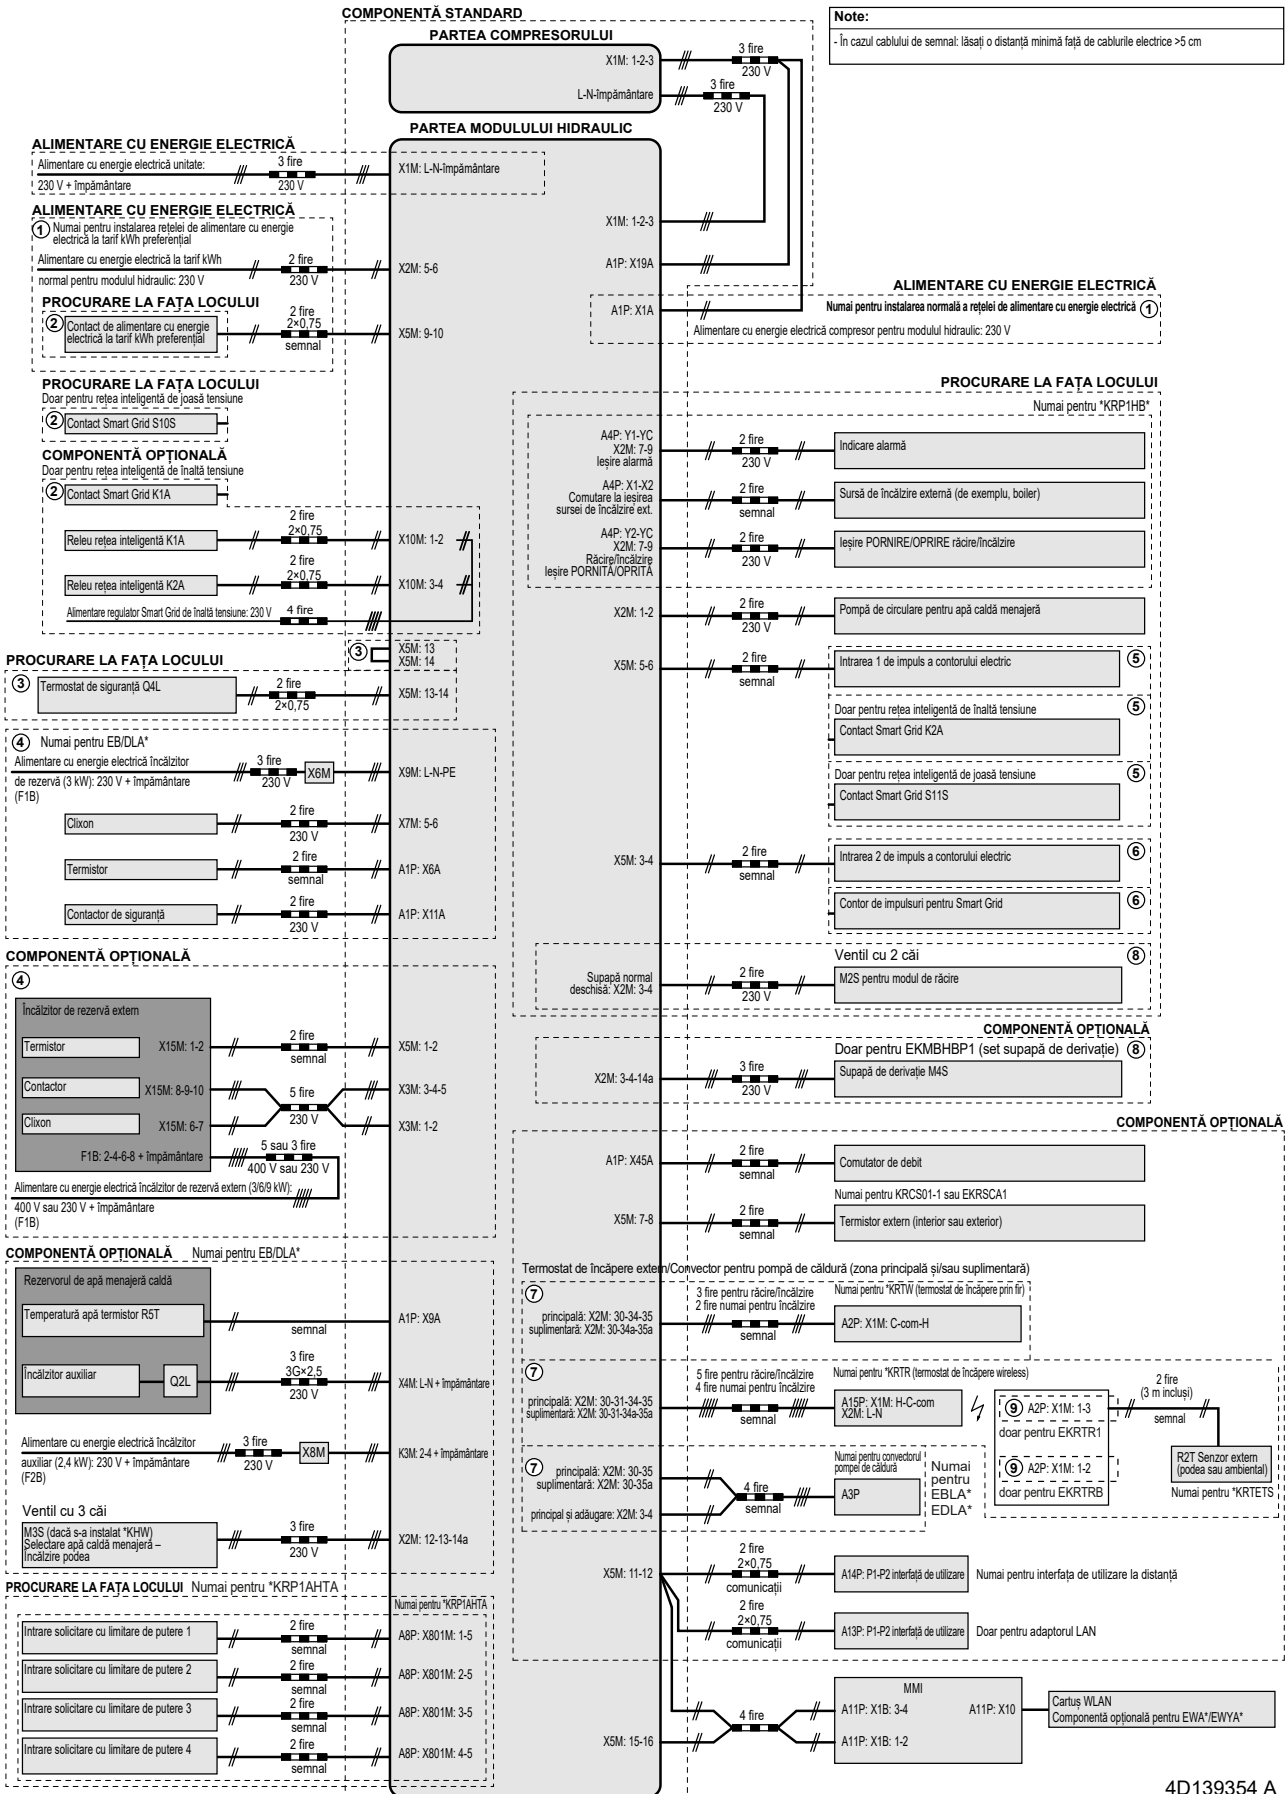 COMPONENTĂ STANDARD
PARTEA COMPRESORULUI
X1M: 1-2-3
3 fire
230 V
L-N-împământare
3 fire
230 V
Note:
- În cazul cablului de semnal: lăsați o distanță minimă față de cablurile electrice >5 cm
PARTEA MODULULUI HIDRAULIC
ALIMENTARE CU ENERGIE ELECTRICĂ
Alimentare cu energie electrică unitate:
230 V + împământare
3 fire
230 V
X1M: L-N-împământare
X1M: 1-2-3
A1P: X19A
ALIMENTARE CU ENERGIE ELECTRICĂ
1 Numai pentru instalarea rețelei de alimentare cu energie
electrică la tarif kWh preferențial
Alimentare cu energie electrică la tarif kWh
normal pentru modulul hidraulic: 230 V
2 fire
230 V
X2M: 5-6
PROCURARE LA FAȚA LOCULUI
2 Contact de alimentare cu energie
electrică la tarif kWh preferențial
2 fire
2×0,75
semnal
X5M: 9-10
ALIMENTARE CU ENERGIE ELECTRICĂ
A1P: X1A
Numai pentru instalarea normală a rețelei de alimentare cu energie electrică 1
Alimentare cu energie electrică compresor pentru modulul hidraulic: 230 V
PROCURARE LA FAȚA LOCULUI
Doar pentru rețea inteligentă de joasă tensiune
2 Contact Smart Grid S10S
COMPONENTĂ OPȚIONALĂ
Doar pentru rețea inteligentă de înaltă tensiune
2 Contact Smart Grid K1A
Releu rețea inteligentă K1A
2 fire
2×0,75
X10M: 1-2
Releu rețea inteligentă K2A
2 fire
2×0,75
X10M: 3-4
Alimentare regulator Smart Grid de înaltă tensiune: 230 V
4 fire
3
X5M: 13
X5M: 14
PROCURARE LA FAȚA LOCULUI
3 Termostat de siguranță Q4L
2 fire
2×0,75
X5M: 13-14
4 Numai pentru EB/DLA*
Alimentare cu energie electrică încălzitor
de rezervă (3 kW): 230 V + împământare
(F1B)
3 fire
230 V
X6M
X9M: L-N-PE
Clixon
2 fire
230 V
X7M: 5-6
Termistor
2 fire
semnal
A1P: X6A
Contactor de siguranță
2 fire
230 V
A1P: X11A
COMPONENTĂ OPȚIONALĂ
4
Încălzitor de rezervă extern
Termistor
X15M: 1-2
2 fire
semnal
X5M: 1-2
Contactor
X15M: 8-9-10
X3M: 3-4-5
5 fire
230 V
Clixon
X15M: 6-7
X3M: 1-2
F1B: 2-4-6-8 + împământare
5 sau 3 fire
400 V sau 230 V
Alimentare cu energie electrică încălzitor de rezervă extern (3/6/9 kW):
400 V sau 230 V + împământare
(F1B)
COMPONENTĂ OPȚIONALĂ Numai pentru EB/DLA*
Rezervorul de apă menajeră caldă
Temperatură apă termistor R5T
semnal
A1P: X9A
Încălzitor auxiliar
Q2L
3 fire
3G×2,5
230 V
X4M: L-N + împământare
Alimentare cu energie electrică încălzitor
auxiliar (2,4 kW): 230 V + împământare
(F2B)
3 fire
230 V
X8M
K3M: 2-4 + împământare
Ventil cu 3 căi
M3S (dacă s-a instalat *KHW)
Selectare apă caldă menajeră –
Încălzire podea
3 fire
230 V
X2M: 12-13-14a
PROCURARE LA FAȚA LOCULUI Numai pentru *KRP1AHTA
Numai pentru *KRP1AHTA
Intrare solicitare cu limitare de putere 1
2 fire
semnal
A8P: X801M: 1-5
Intrare solicitare cu limitare de putere 2
2 fire
semnal
A8P: X801M: 2-5
Intrare solicitare cu limitare de putere 3
2 fire
semnal
A8P: X801M: 3-5
Intrare solicitare cu limitare de putere 4
2 fire
semnal
A8P: X801M: 4-5
PROCURARE LA FAȚA LOCULUI
Numai pentru *KRP1HB*
A4P: Y1-YC
X2M: 7-9
Ieșire alarmă
2 fire
230 V
Indicare alarmă
A4P: X1-X2
Comutare la ieșirea
sursei de încălzire ext.
2 fire
semnal
Sursă de încălzire externă (de exemplu, boiler)
A4P: Y2-YC
X2M: 7-9
Răcire/Încălzire
Ieșire PORNITĂ/OPRITĂ
2 fire
230 V
Ieșire PORNIRE/OPRIRE răcire/încălzire
X2M: 1-2
2 fire
230 V
Pompă de circulare pentru apă caldă menajeră
X5M: 5-6
2 fire
semnal
Intrarea 1 de impuls a contorului electric 5
Doar pentru rețea inteligentă de înaltă tensiune 5
Contact Smart Grid K2A
Doar pentru rețea inteligentă de joasă tensiune 5
Contact Smart Grid S11S
X5M: 3-4
2 fire
semnal
Intrarea 2 de impuls a contorului electric 6
Contor de impulsuri pentru Smart Grid 6
Ventil cu 2 căi 8
Supapă normal
deschisă: X2M: 3-4
2 fire
230 V
M2S pentru modul de răcire
COMPONENTĂ OPȚIONALĂ
Doar pentru EKMBHBP1 (set supapă de derivație) 8
X2M: 3-4-14a
3 fire
230 V
Supapă de derivație M4S
COMPONENTĂ OPȚIONALĂ
A1P: X45A
2 fire
semnal
Comutator de debit
Numai pentru KRCS01-1 sau EKRSCA1
X5M: 7-8
2 fire
semnal
Termistor extern (interior sau exterior)
Termostat de încăpere extern/Convector pentru pompă de căldură (zona principală și/sau suplimentară)
7
principală: X2M: 30-34-35
suplimentară: X2M: 30-34a-35a
3 fire pentru răcire/încălzire
2 fire numai pentru încălzire
semnal
Numai pentru *KRTW (termostat de încăpere prin fir)
A2P: X1M: C-com-H
7
principală: X2M: 30-31-34-35
suplimentară: X2M: 30-31-34a-35a
5 fire pentru răcire/încălzire
4 fire numai pentru încălzire
semnal
Numai pentru *KRTR (termostat de încăpere wireless)
A15P: X1M: H-C-com
X2M: L-N
9 A2P: X1M: 1-3
doar pentru EKRTR1
9 A2P: X1M: 1-2
doar pentru EKRTRB
2 fire
(3 m incluși)
semnal
R2T Senzor extern
(podea sau ambiental)
Numai pentru *KRTETS
7 principală: X2M: 30-35
suplimentară: X2M: 30-35a
principal și adăugare: X2M: 3-4
4 fire
semnal
Numai pentru convectorul
pompei de căldură
A3P
Numai
pentru
EBLA*
EDLA*
X5M: 11-12
2 fire
2×0,75
comunicații
A14P: P1-P2 interfață de utilizare
Numai pentru interfața de utilizare la distanță
2 fire
2×0,75
comunicații
A13P: P1-P2 interfață de utilizare
Doar pentru adaptorul LAN
X5M: 15-16
4 fire
MMI
A11P: X1B: 3-4
A11P: X1B: 1-2
A11P: X10
Cartuș WLAN
Componentă opțională pentru EWA*/EWYA*
4D139354 A